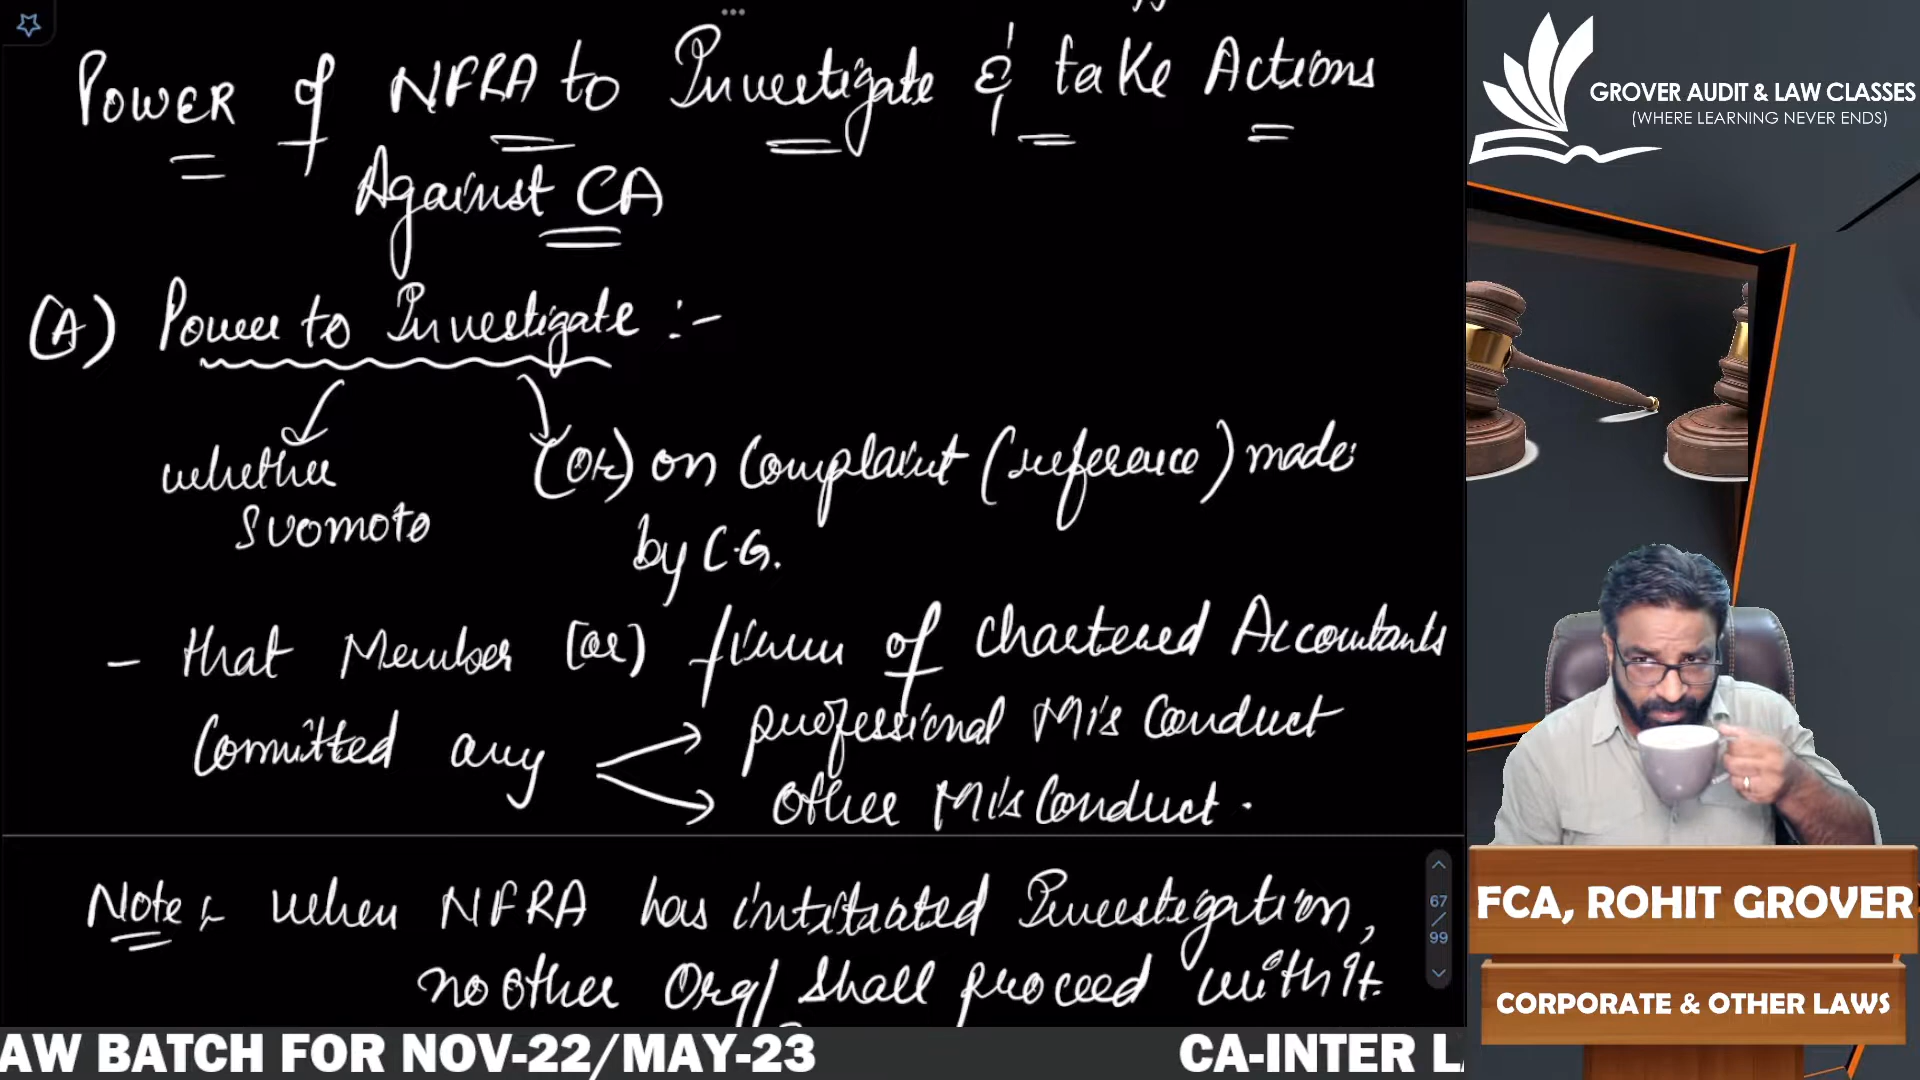 Power of NFRA to Investigate & take Actions
Against CA
(A) Power to Investigate :-
whether
Suomoto
(or) on Complaint (reference) made
by C.G.
- that Member (or) firm of Chartered Accountants
Committed any
professional Mis Conduct
Other Mis Conduct.
Note :- when NFRA has intitiated Investigation,
no other Org/ Shall proceed with it.
67
/
99
GROVER AUDIT & LAW CLASSES
(WHERE LEARNING NEVER ENDS)
FCA, ROHIT GROVER
CORPORATE & OTHER LAWS
AW BATCH FOR NOV-22/MAY-23
CA-INTER L